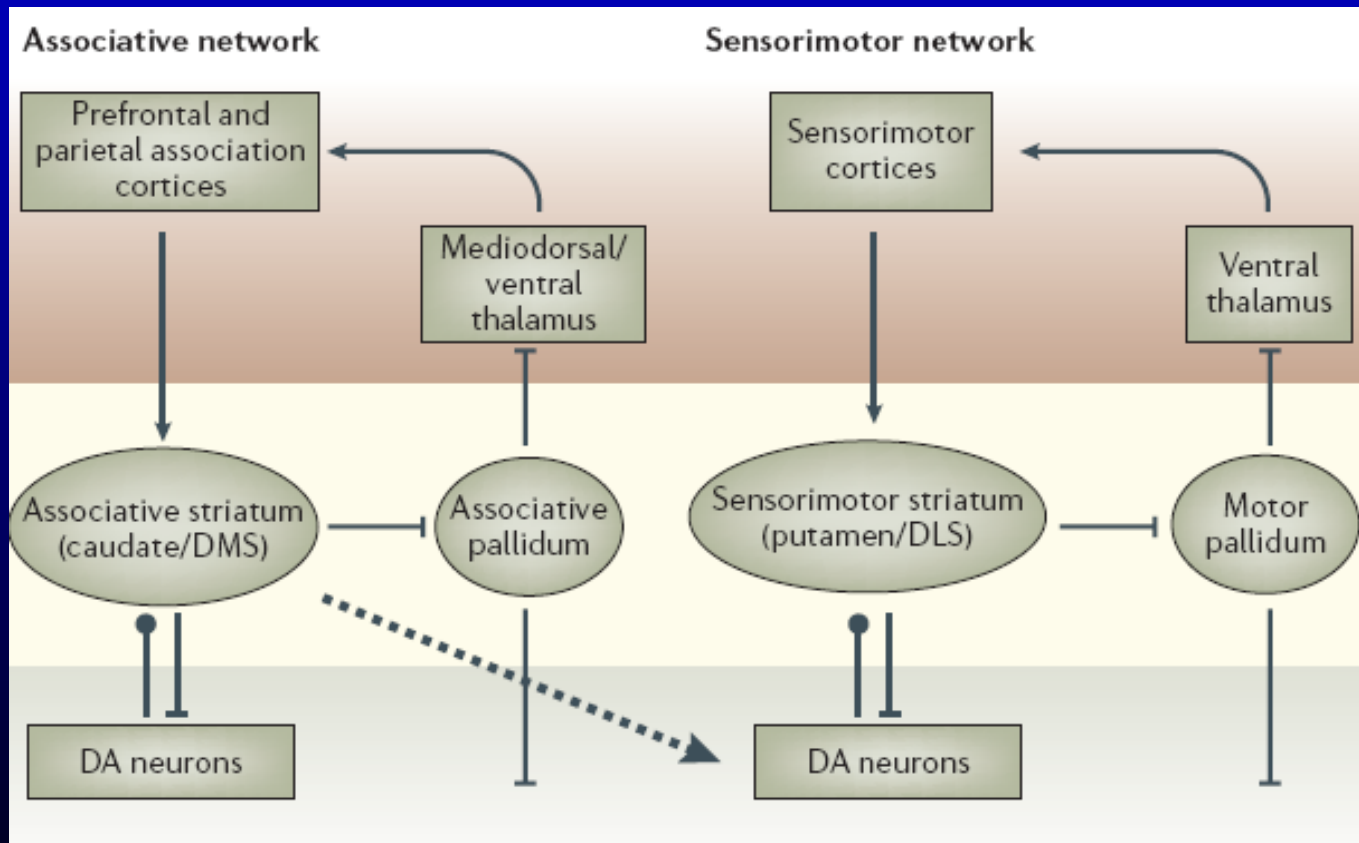 Associative network
Prefrontal and
parietal association
cortices
Mediodorsal/
ventral
thalamus
Associative striatum
(caudate/DMS)
Associative
pallidum
DA neurons
Sensorimotor network
Sensorimotor
cortices
Ventral
thalamus
Sensorimotor striatum
(putamen/DLS)
Motor
pallidum
DA neurons